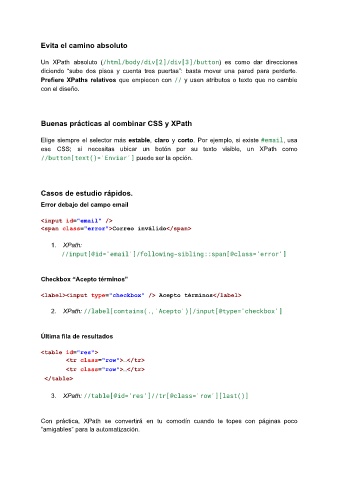 Evita el camino absoluto
Un XPath absoluto (/html/body/div[2]/div[3]/button) es como dar direcciones
diciendo "sube dos pisos y cuenta tres puertas": basta mover una pared para perderte.
Prefiere XPaths relativos que empiecen con // y usen atributos o texto que no cambie
con el diseño.
Buenas prácticas al combinar CSS y XPath
Elige siempre el selector más estable, claro y corto. Por ejemplo, si existe #email, usa
ese CSS; si necesitas ubicar un botón por su texto visible, un XPath como
//button[text()= Enviar'] puede ser la opción.
Casos de estudio rápidos.
Error debajo del campo email
<input id="email" />
<span class="error">Correo inválido</span>
1. XPath:
//input[@id='email']/following-sibling::span[@class='error']
Checkbox "Acepto términos"
<label><input type="checkbox" /> Acepto términos</label>
2. XPath: //label[contains(.,'Acepto')]/input[@type='checkbox']
Última fila de resultados
<table id="res">
<tr class="row">…</tr>
<tr class="row">…</tr>
</table>
3. XPath: //table[@id='res']//tr[@class='row'][last()]
Con práctica, XPath se convertirá en tu comodín cuando te topes con páginas poco
"amigables" para la automatización.